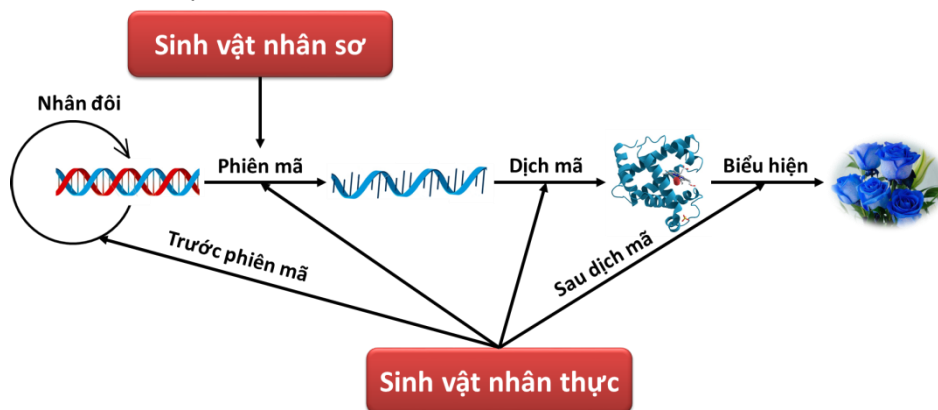 Sinh vật nhân sơ
Nhân đôi
Phiên mã
Dịch mã
Biểu hiện
Trước phiên mã
Sau dịch mã
Sinh vật nhân thực